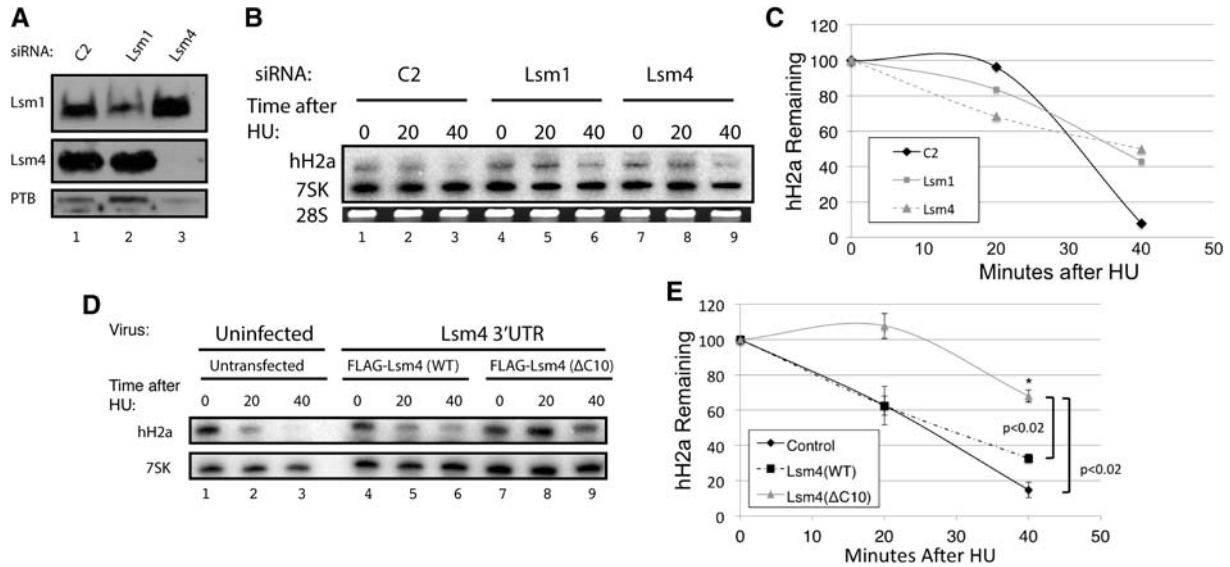 A
siRNA: C2 Lsm1 Lsm4
Lsm1
Lsm4
PTB
1 2 3
B
siRNA: C2 Lsm1 Lsm4
Time after
HU: 0 20 40 0 20 40 0 20 40
hH2a
7SK
28S
1 2 3 4 5 6 7 8 9
C
120
100
80
60
40
20
0
hH2a Remaining
C2
Lsm1
Lsm4
0 10 20 30 40 50
Minutes after HU
D
Virus: Uninfected Lsm4 3'UTR
Untransfected FLAG-Lsm4 (WT) FLAG-Lsm4 (ΔC10)
Time after
HU: 0 20 40 0 20 40 0 20 40
hH2a
7SK
1 2 3 4 5 6 7 8 9
E
120
100
80
60
40
20
0
hH2a Remaining
*
p<0.02
p<0.02
Control
Lsm4(WT)
Lsm4(ΔC10)
0 10 20 30 40 50
Minutes After HU